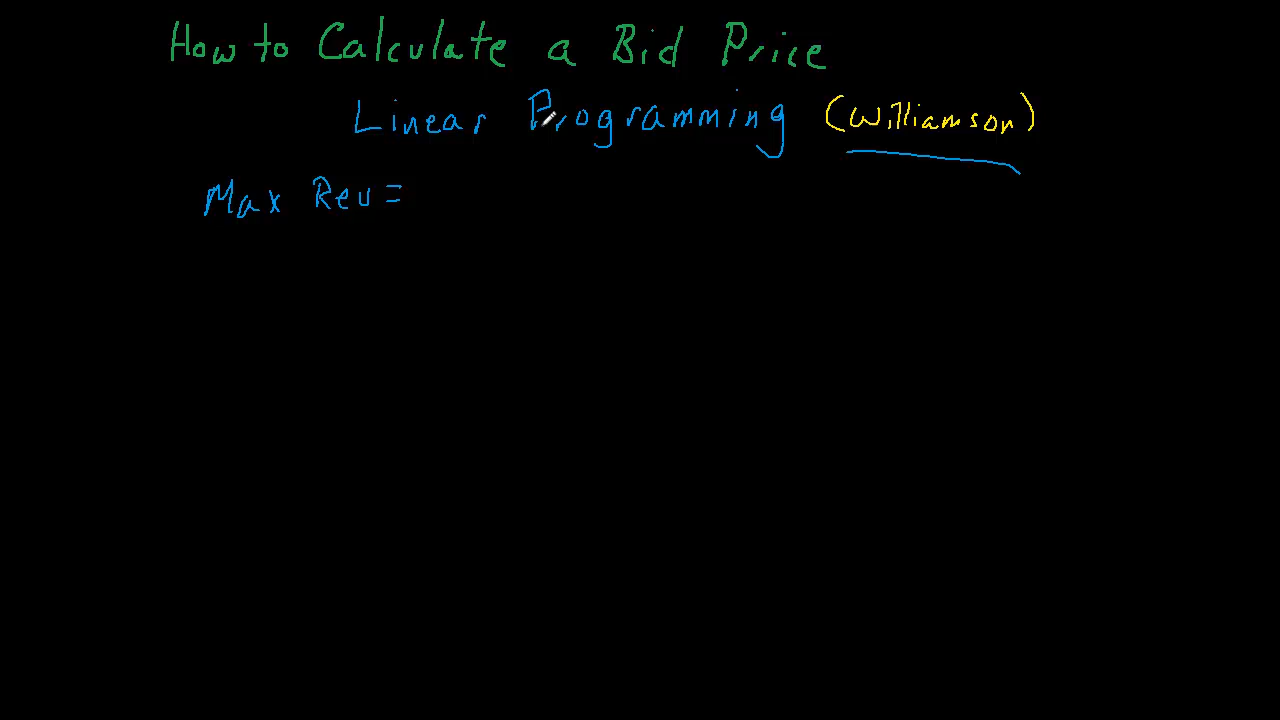 How to Calculate a Bid Price
Linear Programming (Williamson)
Max Rev =